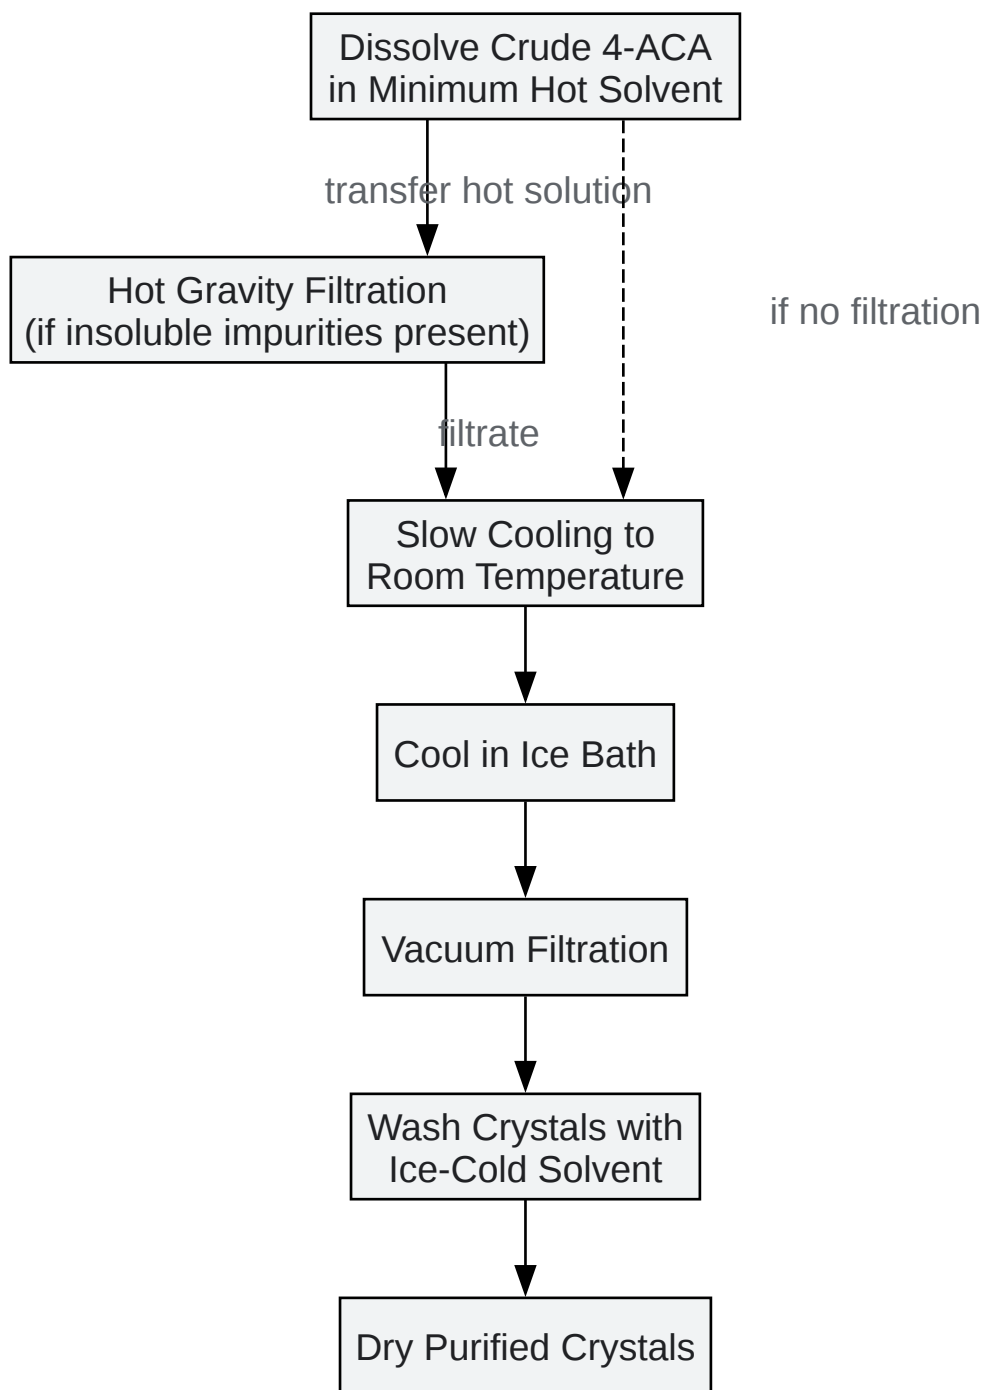 Dissolve Crude 4-ACA
in Minimum Hot Solvent
transfer hot solution
Hot Gravity Filtration
(if insoluble impurities present)
if no filtration
filtrate
Slow Cooling to
Room Temperature
Cool in Ice Bath
Vacuum Filtration
Wash Crystals with
Ice-Cold Solvent
Dry Purified Crystals